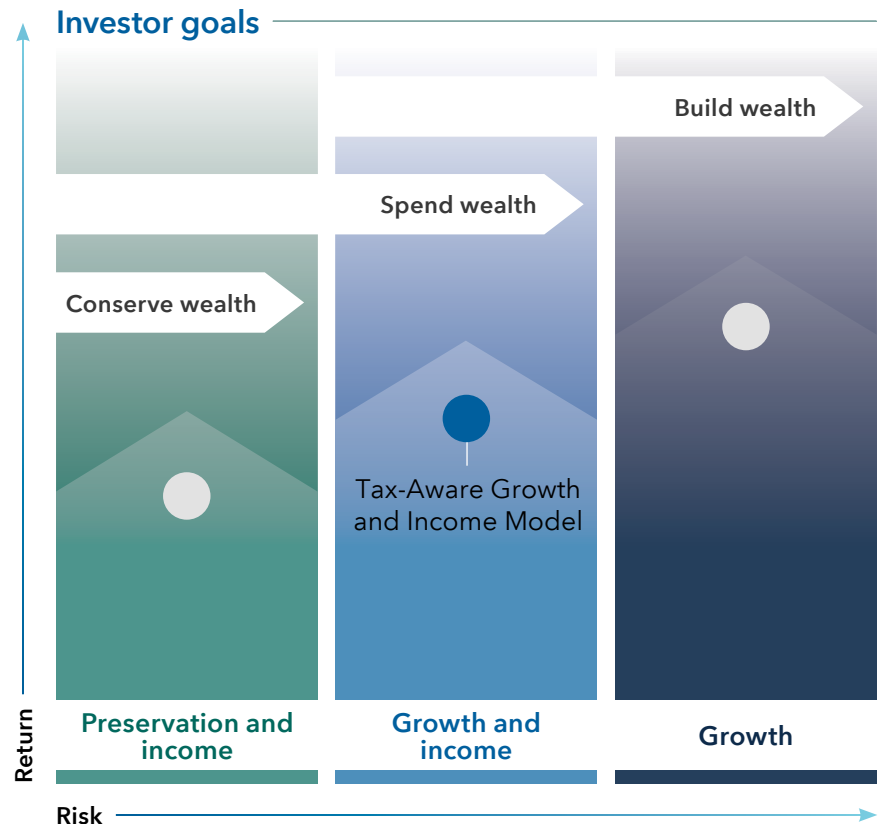 Investor goals
Build wealth
Spend wealth
Conserve wealth
Tax-Aware Growth
and Income Model
Return
Preservation and
income
Growth and
income
Growth
Risk